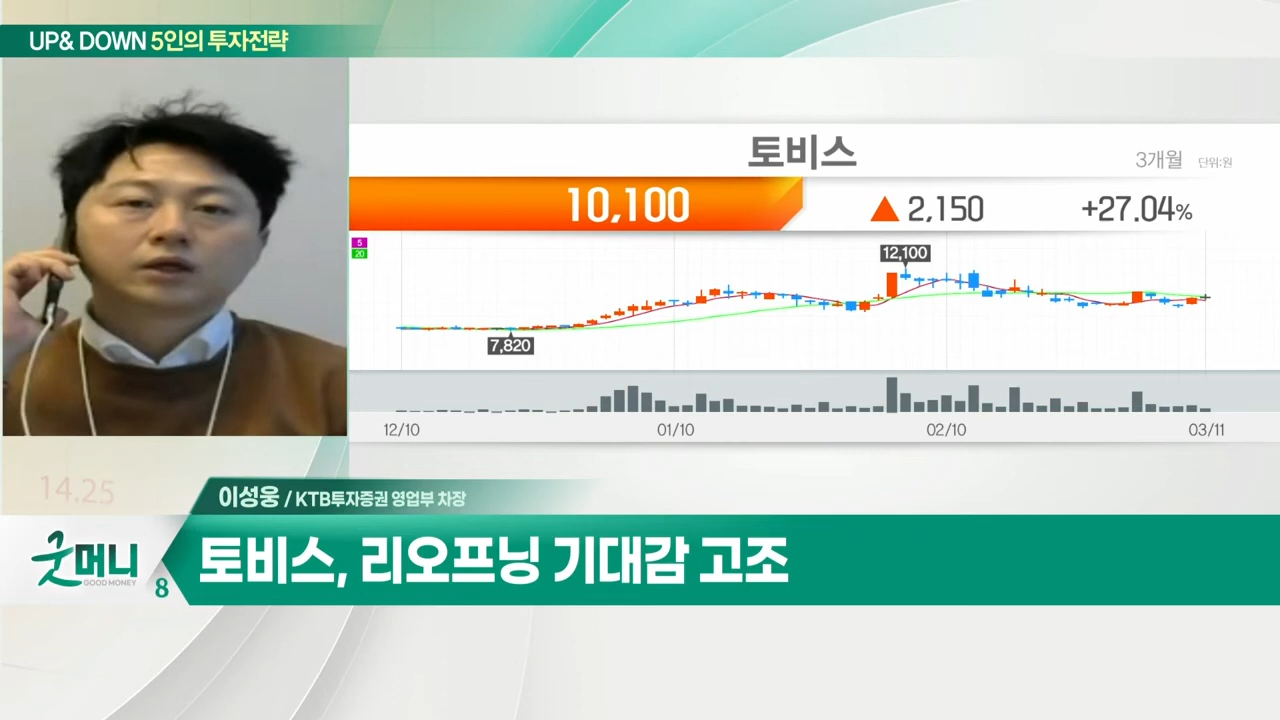 UP& DOWN 5인의 투자전략
토비스
3개월 단위:원
10,100 ▲ 2,150 +27.04%
5
20
12,100
7,820
12/10 01/10 02/10 03/11
14.25
이성웅 / KTB투자증권 영업부 차장
굿머니
GOOD MONEY
8
토비스, 리오프닝 기대감 고조